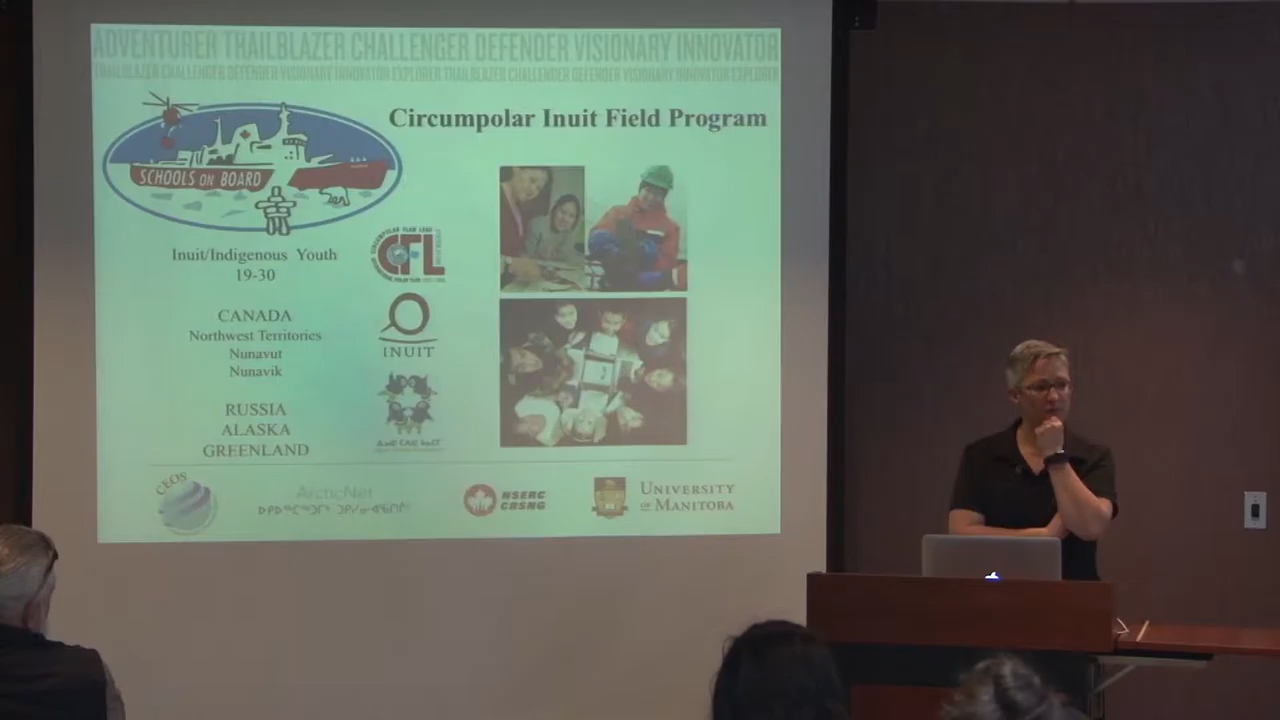 ADVENTURER TRAILBLAZER CHALLENGER DEFENDER VISIONARY INNOVATOR
TRAILBLAZER CHALLENGER DEFENDER VISIONARY INNOVATOR EXPLORER TRAILBLAZER CHALLENGER DEFENDER VISIONARY INNOVATOR EXPLORER
Circumpolar Inuit Field Program
SCHOOLS ON BOARD
Inuit/Indigenous Youth
19-30
CANADA
Northwest Territories
Nunavut
Nunavik
RUSSIA
ALASKA
GREENLAND
CFL
INUIT
CEOS
ArcticNet
NSERC
CRSNG
UNIVERSITY
OF MANITOBA